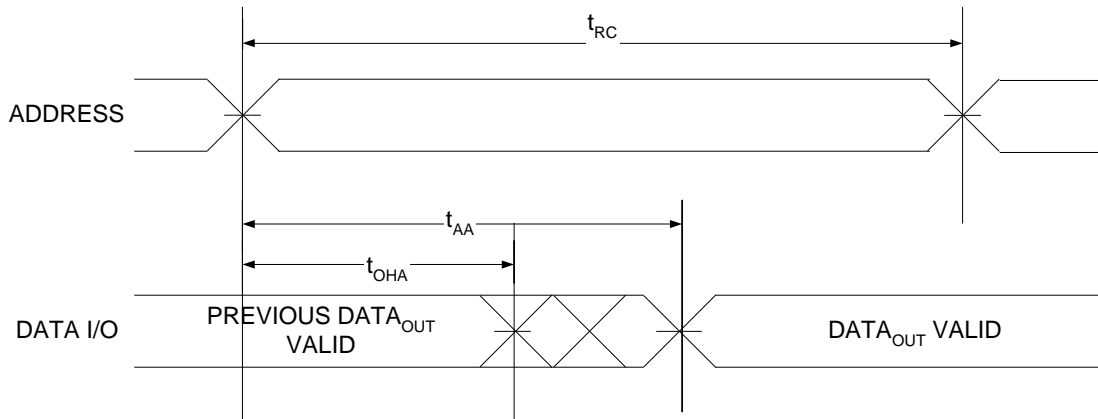 tRC
ADDRESS
tAA
tOHA
DATA I/O
PREVIOUS DATAOUT
VALID
DATAOUT VALID